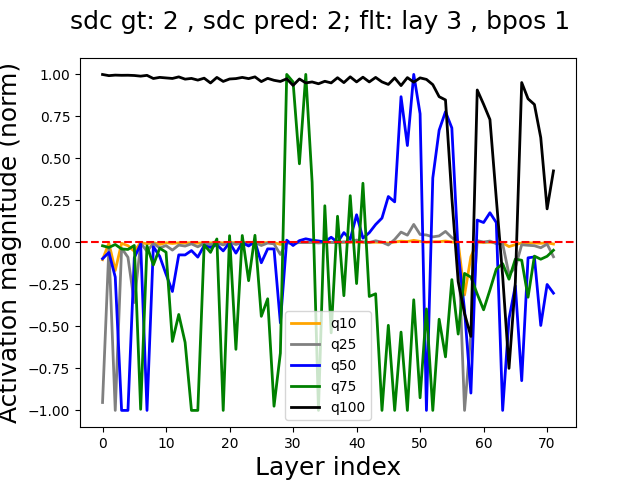 sdc gt: 2 , sdc pred: 2; flt: lay 3 , bpos 1
Activation magnitude (norm)
1.00
0.75
0.50
0.25
0.00
−0.25
−0.50
−0.75
−1.00
q10
q25
q50
q75
q100
0 10 20 30 40 50 60 70
Layer index